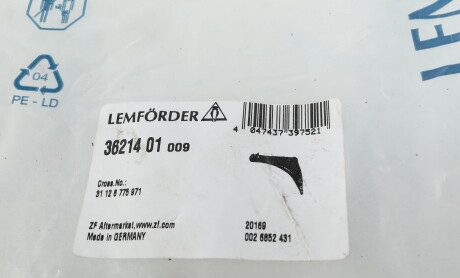 04
PE - LD
LEMFÖRDER
4 047437 397521
36214 01 009
Cross.No.:
31 12 6 775 971
ZF Aftermarket,www.zf.com
Made in GERMANY
20169
002 6852 431
LEM